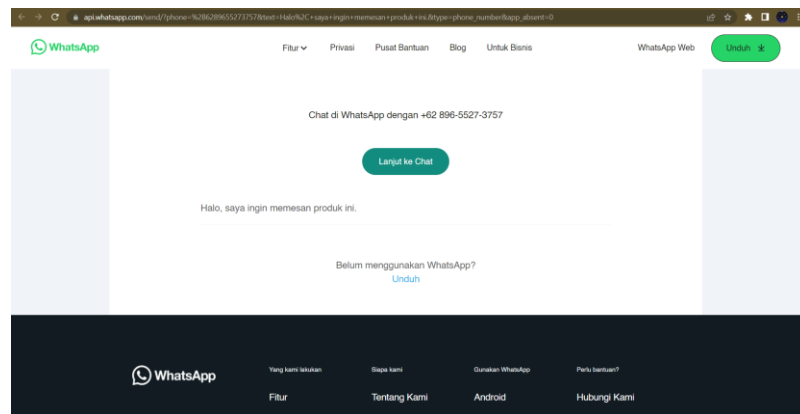 api.whatsapp.com/send/?phone=%286289655273757&text=Halo%2C+saya+ingin+memesan+produk+ini.&type=phone_number&app_absent=0
WhatsApp Fitur Privasi Pusat Bantuan Blog Untuk Bisnis WhatsApp Web Unduh
Chat di WhatsApp dengan +62 896-5527-3757
Lanjut ke Chat
Halo, saya ingin memesan produk ini.
Belum menggunakan WhatsApp?
Unduh
WhatsApp
Yang kami lakukan Siapa kami Gunakan WhatsApp Perlu bantuan?
Fitur Tentang Kami Android Hubungi Kami